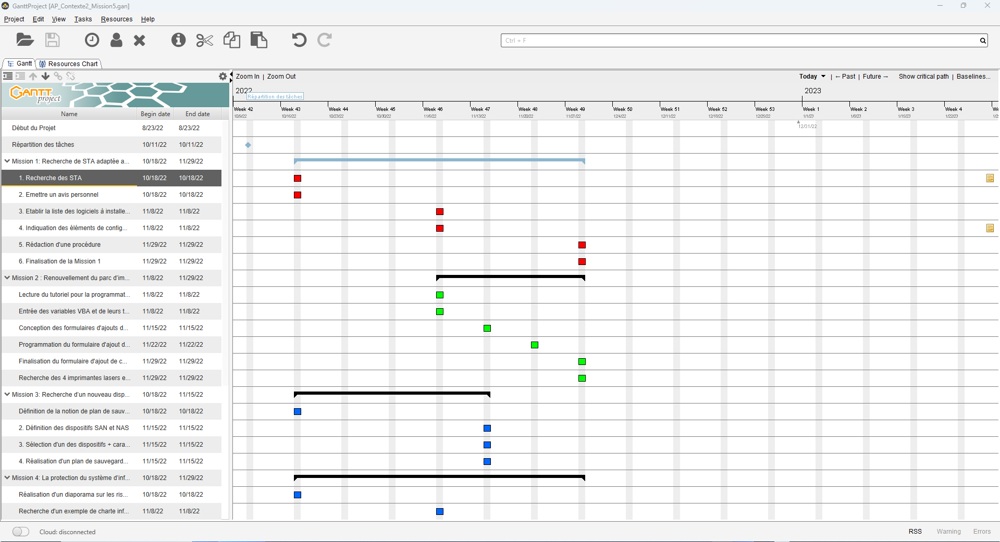 GanttProject [AP_Contexte2_Mission5.gan]
Project Edit View Tasks Resources Help
Ctrl + F
Gantt Resources Chart
Zoom In | Zoom Out Today | ← Past | Future → Show critical path | Baselines...
GANTT project
2022 2023
Répartition des tâches
Name Begin date End date
Week 42 Week 43 Week 44 Week 45 Week 46 Week 47 Week 48 Week 49 Week 50 Week 51 Week 52 Week 53 Week 1 Week 2 Week 3 Week 4
10/9/22 10/16/22 10/23/22 10/30/22 11/6/22 11/13/22 11/20/22 11/27/22 12/4/22 12/11/22 12/18/22 12/25/22 1/1/23 1/8/23 1/15/23 1/22/23
12/31/22
Début du Projet 8/23/22 8/23/22
Répartition des tâches 10/11/22 10/11/22
Mission 1: Recherche de STA adaptée a... 10/18/22 11/29/22
1. Recherche des STA 10/18/22 10/18/22
2. Emettre un avis personnel 10/18/22 10/18/22
3. Etablir la liste des logiciels à installe... 11/8/22 11/8/22
4. Indiquation des éléments de config... 11/8/22 11/8/22
5. Rédaction d'une procédure 11/29/22 11/29/22
6. Finalisation de la Mission 1 11/29/22 11/29/22
Mission 2 : Renouvellement du parc d'im... 11/8/22 11/29/22
Lecture du tutoriel pour la programmat... 11/8/22 11/8/22
Entrée des variables VBA et de leurs t... 11/8/22 11/8/22
Conception des formulaires d'ajouts d... 11/15/22 11/15/22
Programmation du formulaire d'ajout d... 11/22/22 11/22/22
Finalisation du formulaire d'ajout de c... 11/29/22 11/29/22
Recherche des 4 imprimantes lasers e... 11/29/22 11/29/22
Mission 3: Recherche d'un nouveau disp... 10/18/22 11/15/22
Définition de la notion de plan de sauv... 10/18/22 10/18/22
2. Définition des dispositifs SAN et NAS 11/15/22 11/15/22
3. Sélection d'un des dispositifs + cara... 11/15/22 11/15/22
4. Réalisation d'un plan de sauvegard... 11/15/22 11/15/22
Mission 4: La protection du système d'inf... 10/18/22 11/29/22
Réalisation d'un diaporama sur les ris... 10/18/22 10/18/22
Recherche d'un exemple de charte inf... 11/8/22 11/8/22
Cloud: disconnected RSS Warning Errors